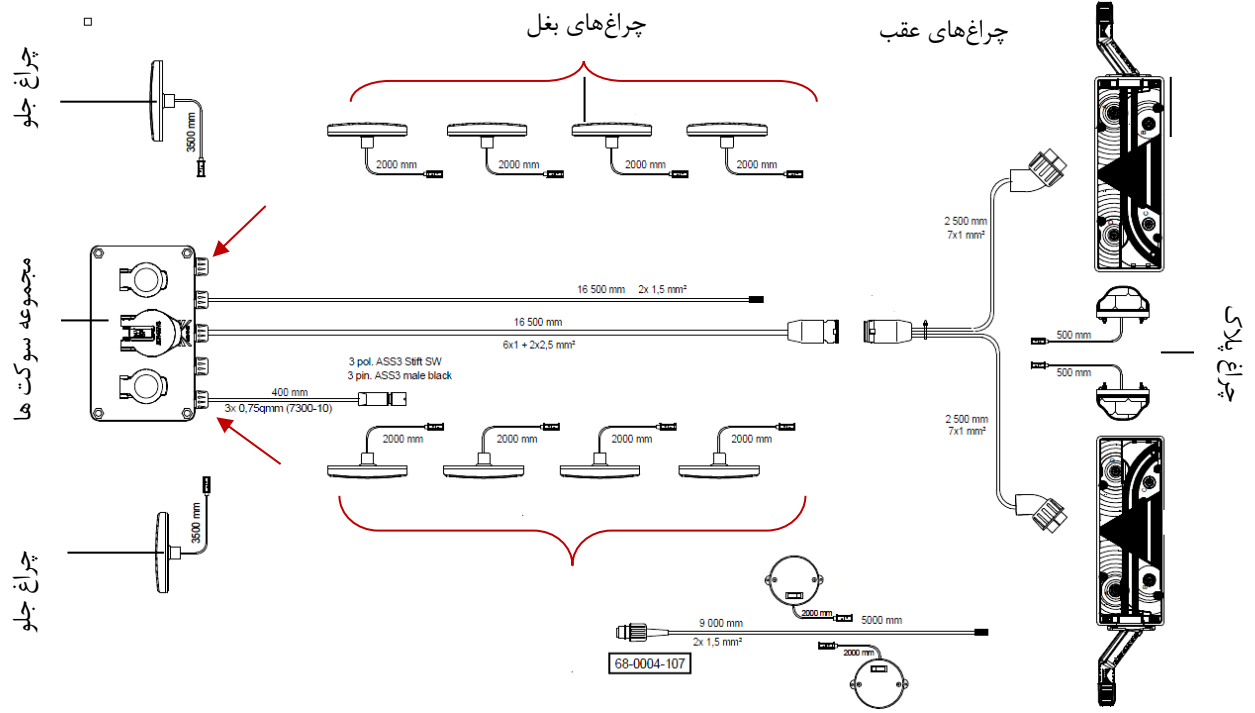 چراغ‌های بغل
چراغ‌های عقب
چراغ جلو
3500 mm
2000 mm
2000 mm
2000 mm
2000 mm
2 500 mm
7x1 mm²
مجموعه سوکت ها
16 500 mm 2x 1,5 mm²
16 500 mm
6x1 + 2x2,5 mm²
3 pol. ASS3 Stift SW
3 pin. ASS3 male black
400 mm
3x 0,75qmm (7300-10)
500 mm
500 mm
چراغ پلاک
2 500 mm
7x1 mm²
2000 mm
2000 mm
2000 mm
2000 mm
3500 mm
چراغ جلو
2000 mm
5000 mm
9 000 mm
2x 1,5 mm²
2000 mm
68-0004-107